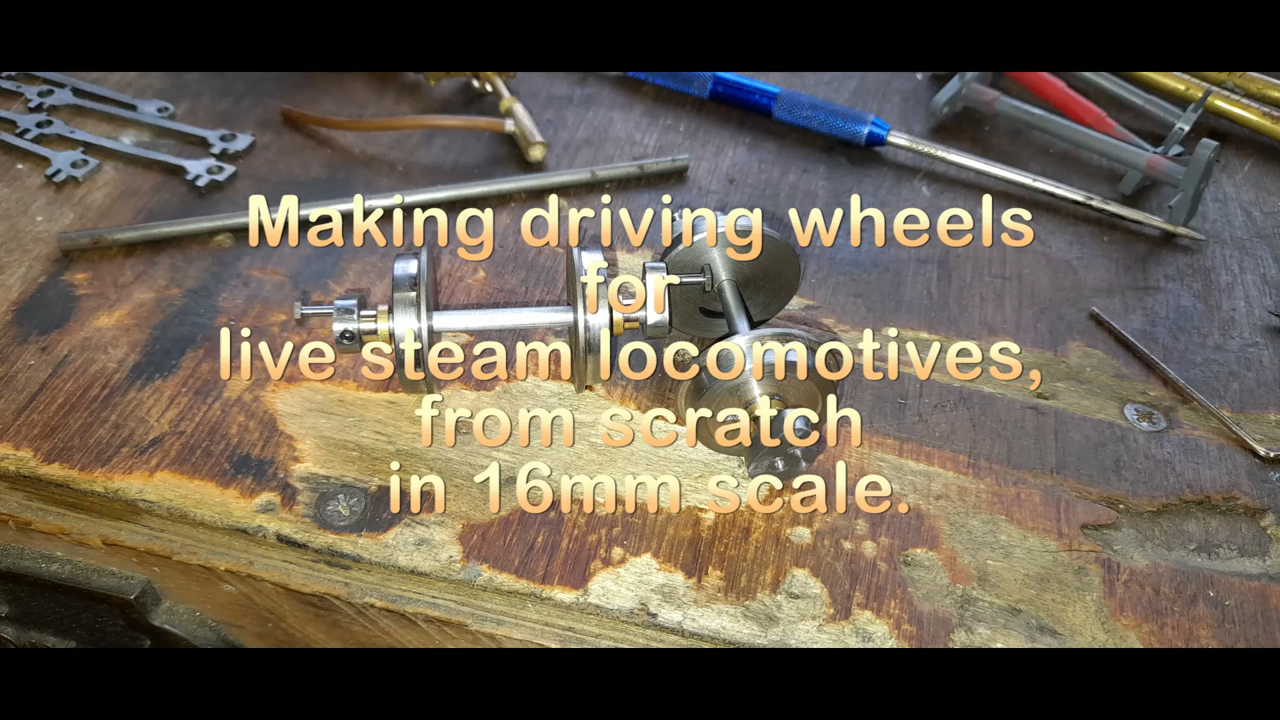 Making driving wheels
for
live steam locomotives,
from scratch
in 16mm scale.